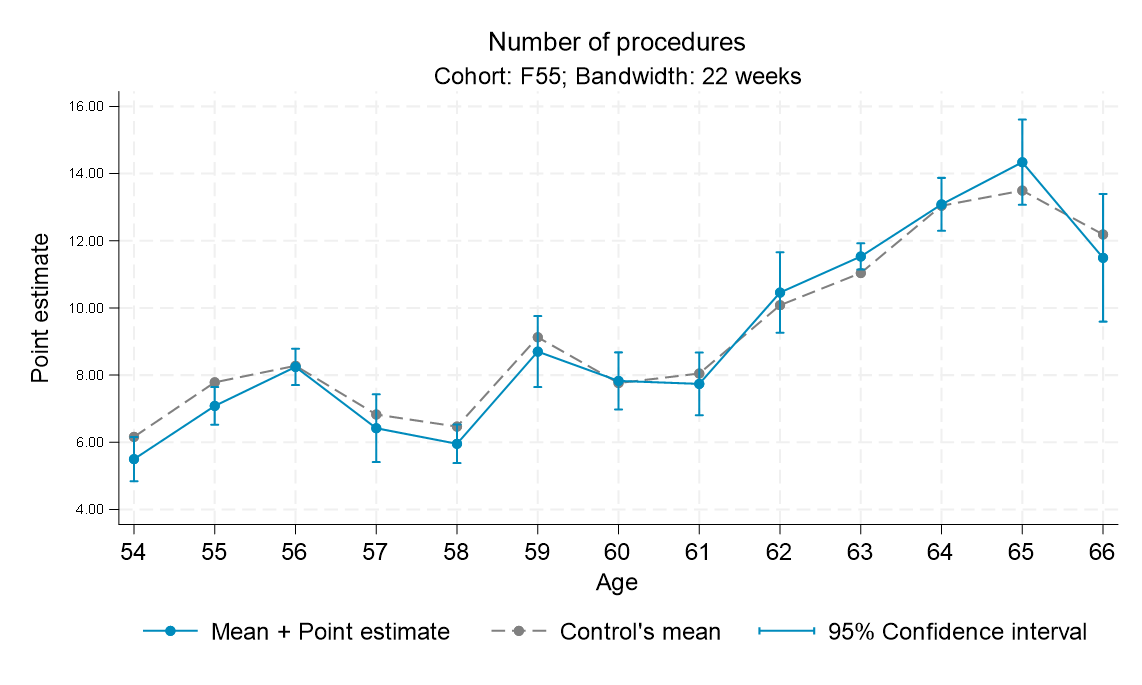 Number of procedures
Cohort: F55; Bandwidth: 22 weeks
Point estimate
16.00
14.00
12.00
10.00
8.00
6.00
4.00
54 55 56 57 58 59 60 61 62 63 64 65 66
Age
Mean + Point estimate Control's mean 95% Confidence interval